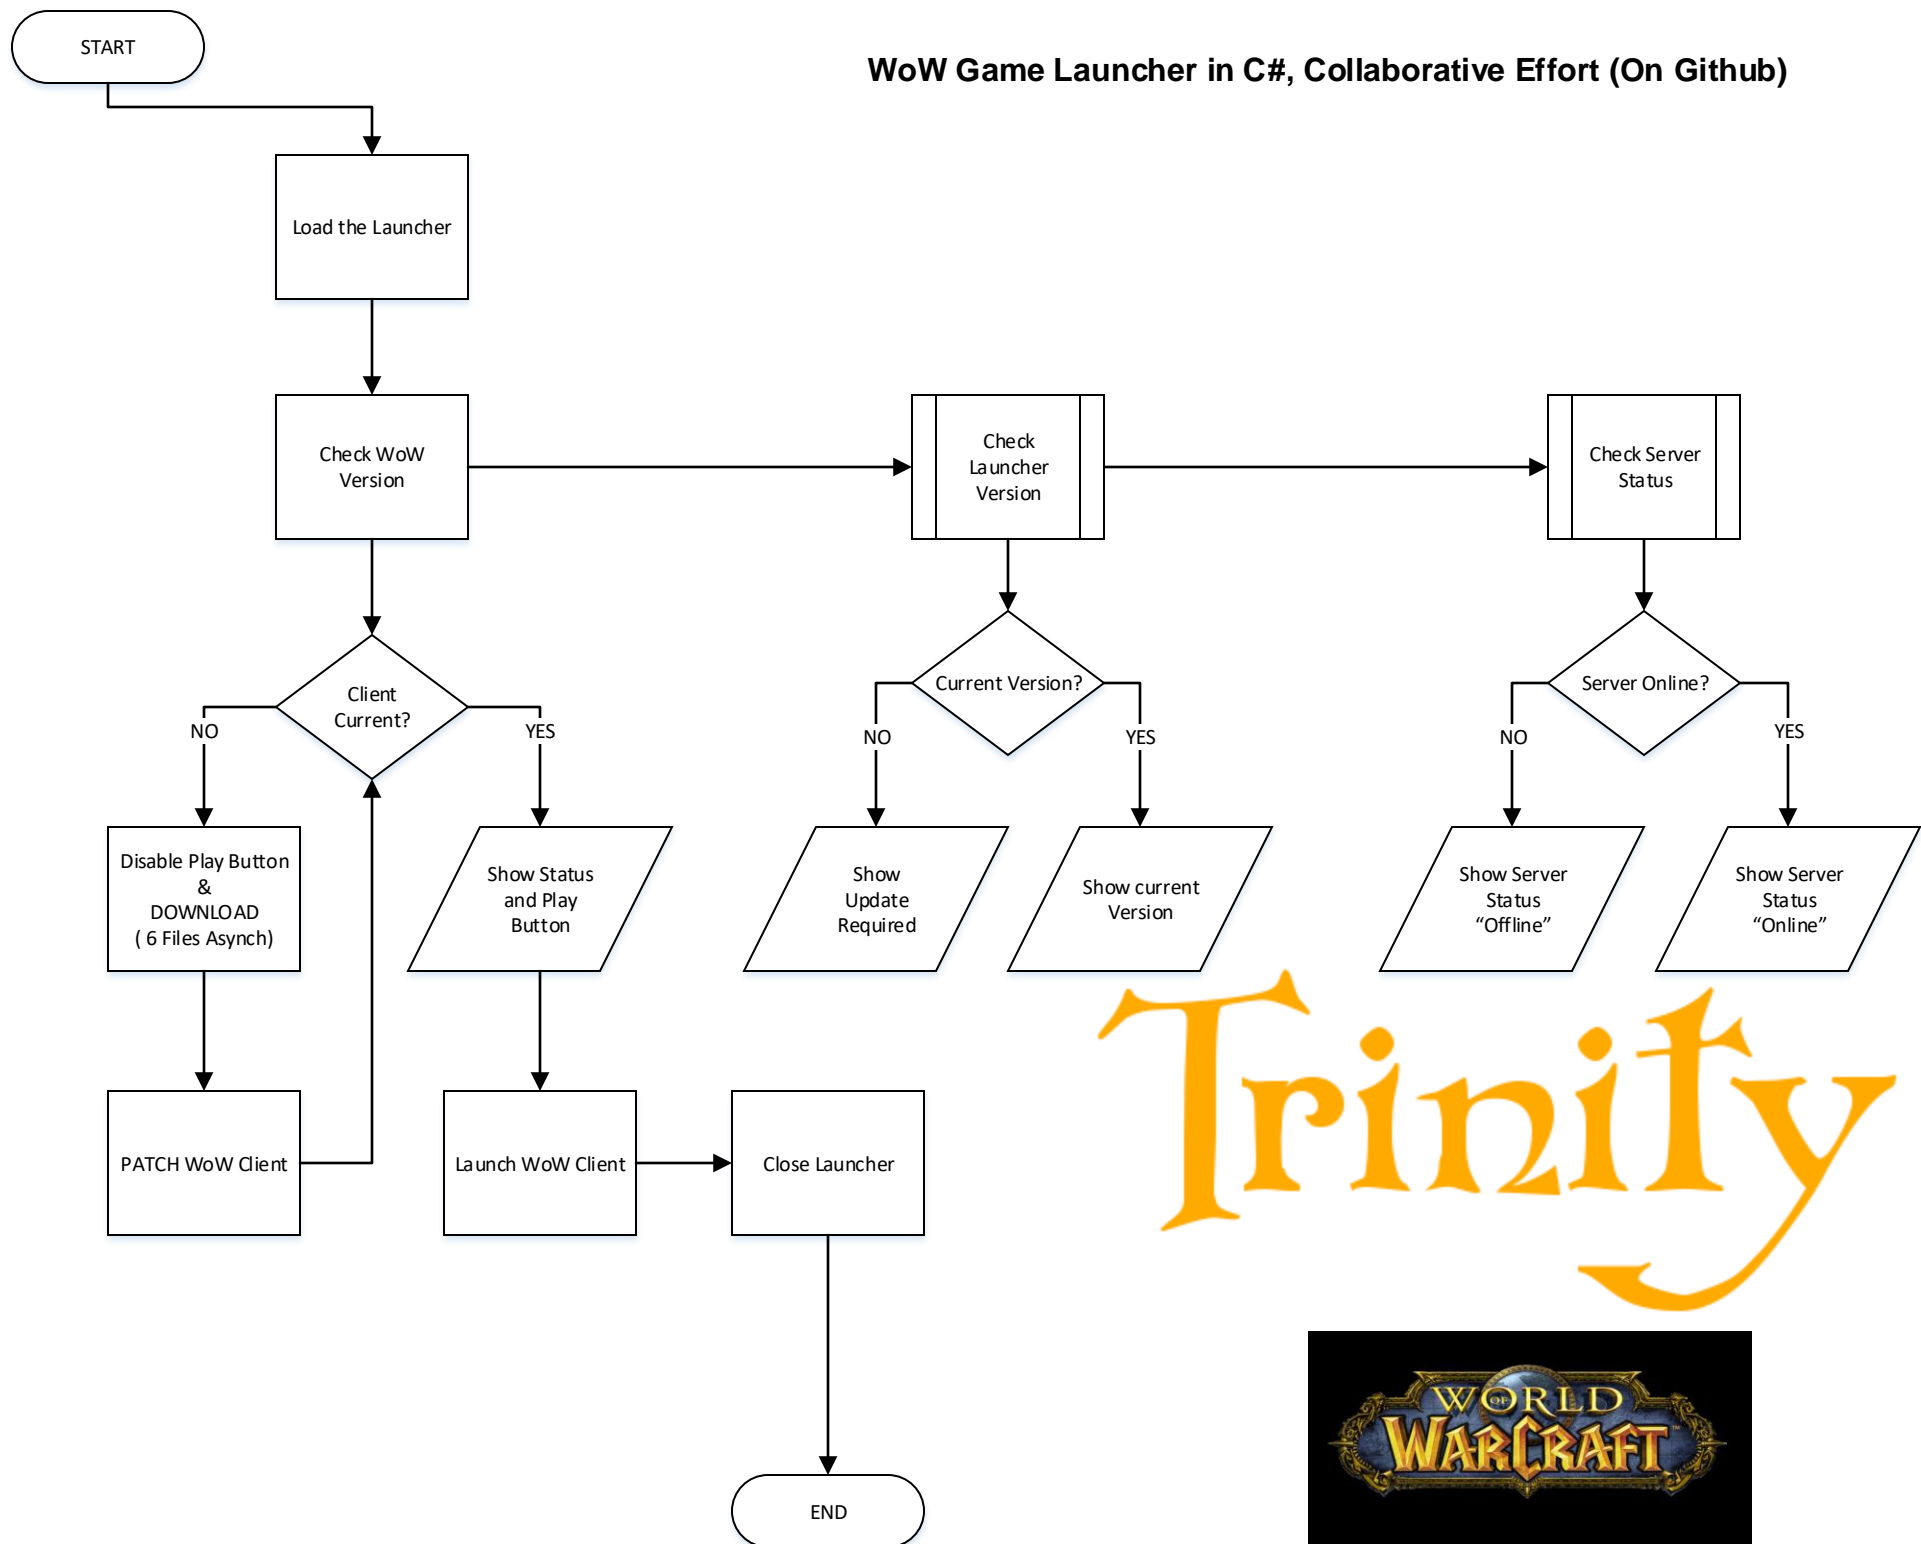 START
WoW Game Launcher in C#, Collaborative Effort (On Github)
Load the Launcher
Check WoW
Version
Check
Launcher
Version
Check Server
Status
Client
Current?
NO
YES
Current Version?
NO
YES
Server Online?
NO
YES
Disable Play Button
&
DOWNLOAD
( 6 Files Asynch)
Show Status
and Play
Button
Show
Update
Required
Show current
Version
Show Server
Status
“Offline”
Show Server
Status
“Online”
PATCH WoW Client
Launch WoW Client
Close Launcher
Trinity
END
WORLD
OF
WARCRAFT